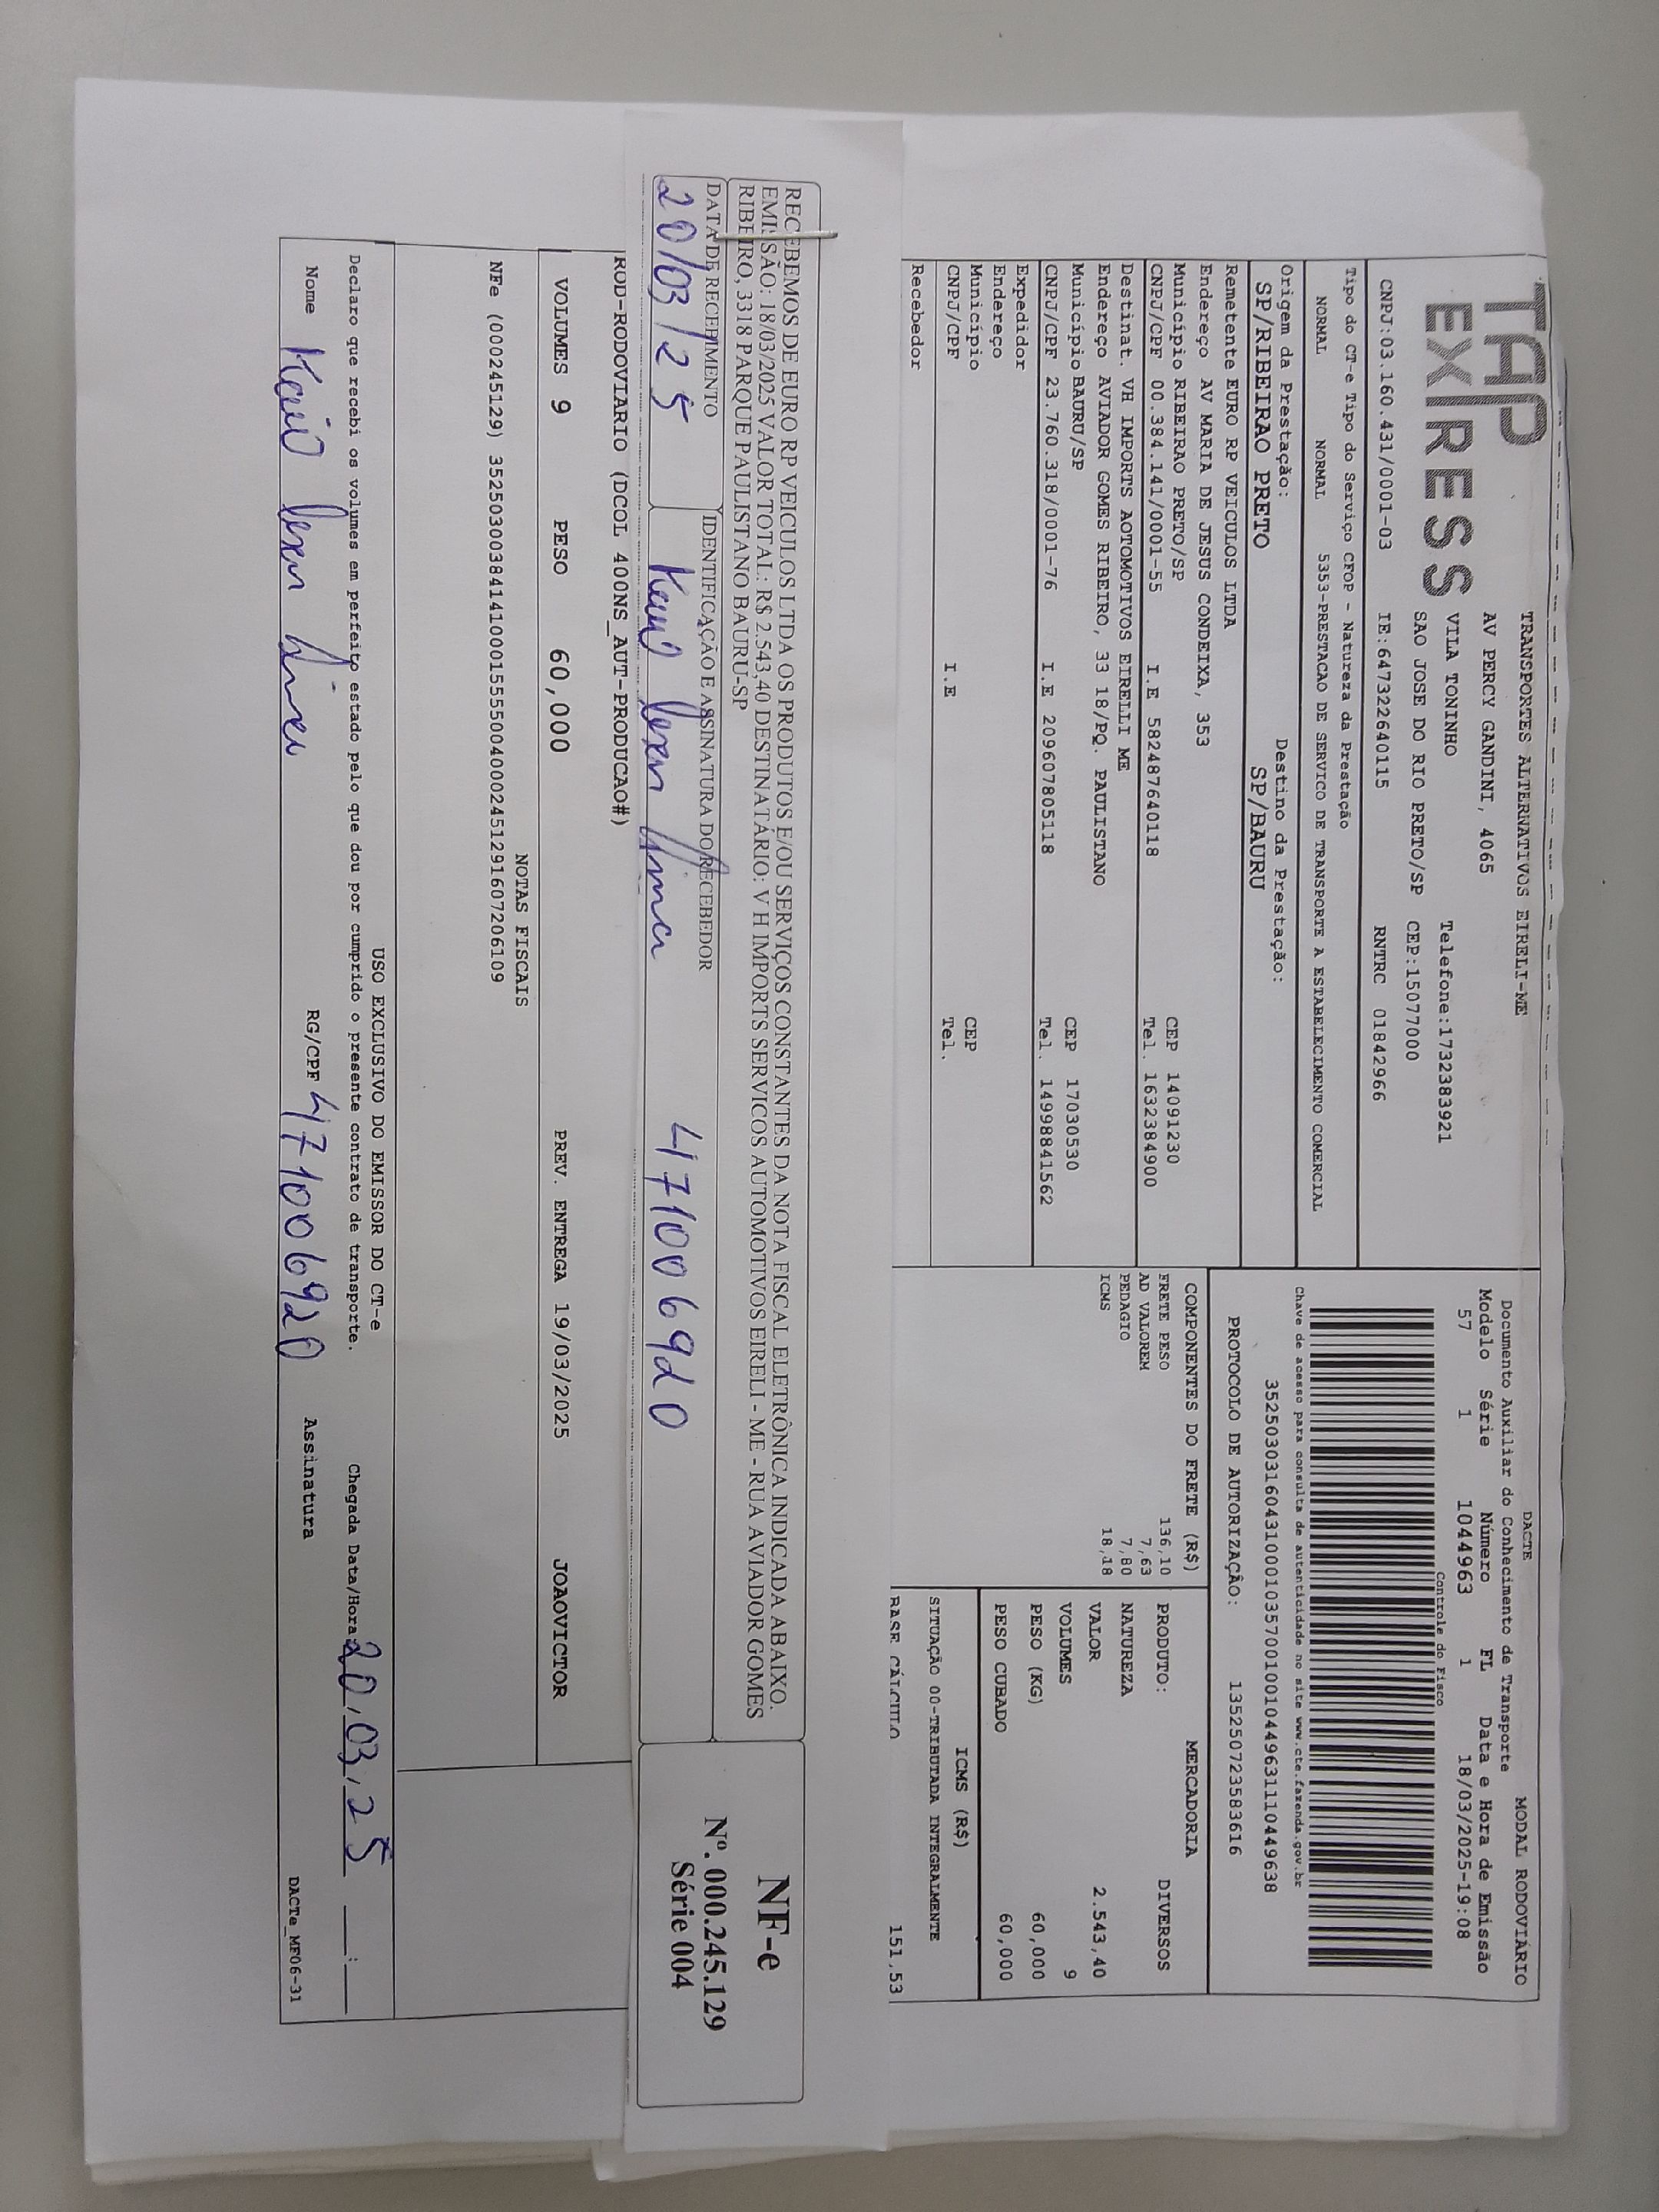 TAP
EXPRESS
TRANSPORTES ALTERNATIVOS EIRELI-ME
AV PERCY GANDINI, 4065
VILA TONINHO Telefone:1732383921
SAO JOSE DO RIO PRETO/SP CEP:15077000
CNPJ:03.160.431/0001-03 IE:647322640115 RNTRC 01842966
Tipo do CT-e Tipo do Serviço CFOP - Natureza da Prestação
NORMAL NORMAL 5353-PRESTACAO DE SERVICO DE TRANSPORTE A ESTABELECIMENTO COMERCIAL
Origem da Prestação: Destino da Prestação:
SP/RIBEIRAO PRETO SP/BAURU
Remetente EURO RP VEICULOS LTDA
Endereço AV MARIA DE JESUS CONDEIXA, 353
Município RIBEIRAO PRETO/SP CEP 14091230
CNPJ/CPF 00.384.141/0001-55 I.E 582487640118 Tel. 1632384900
Destinat. VH IMPORTS AOTOMOTIVOS EIRELLI ME
Endereço AVIADOR GOMES RIBEIRO, 33 18/PQ. PAULISTANO
Município BAURU/SP CEP 17030530
CNPJ/CPF 23.760.318/0001-76 I.E 209607805118 Tel. 14998841562
Expedidor
Endereço
Município CEP
CNPJ/CPF I.E Tel.
Recebedor
DACTE MODAL RODOVIÁRIO
Documento Auxiliar do Conhecimento de Transporte
Modelo Série Número FL Data e Hora de Emissão
57 1 1044963 1 18/03/2025-19:08
Controle do Fisco
Chave de acesso para consulta de autenticidade no site www.cte.fazenda.gov.br
35250303160431000103570010010449631110449638
PROTOCOLO DE AUTORIZAÇÃO: 135250723583616
COMPONENTES DO FRETE (R$)
FRETE PESO 136,10
AD VALOREM 7,63
PEDAGIO 7,80
ICMS 18,18
MERCADORIA
PRODUTO: DIVERSOS
NATUREZA
VALOR 2.543,40
VOLUMES 9
PESO (KG) 60,000
PESO CUBADO 60,000
ICMS (R$)
SITUAÇÃO 00-TRIBUTADA INTEGRALMENTE
BASE CÁLCULO 151,53
RECEBEMOS DE EURO RP VEICULOS LTDA OS PRODUTOS E/OU SERVIÇOS CONSTANTES DA NOTA FISCAL ELETRÔNICA INDICADA ABAIXO.
EMISSÃO: 18/03/2025 VALOR TOTAL: R$ 2.543,40 DESTINATÁRIO: V H IMPORTS SERVICOS AUTOMOTIVOS EIRELI - ME - RUA AVIADOR GOMES
RIBEIRO, 3318 PARQUE PAULISTANO BAURU-SP
DATA DE RECEBIMENTO IDENTIFICAÇÃO E ASSINATURA DO RECEBEDOR
20/03/25 471006920
NF-e
Nº. 000.245.129
Série 004
ROD-RODOVIARIO (DCOL 400NS_AUT-PRODUCAO#)
VOLUMES 9 PESO 60,000 PREV. ENTREGA 19/03/2025 JOAOVICTOR
NOTAS FISCAIS
NFe (000245129) 35250300384141000155550040002451291607206109
USO EXCLUSIVO DO EMISSOR DO CT-e
Declaro que recebi os volumes em perfeito estado pelo que dou por cumprido o presente contrato de transporte. Chegada Data/Hora 20,03,25 __:__
Nome RG/CPF 471006920 Assinatura
DACTe_MF06-31